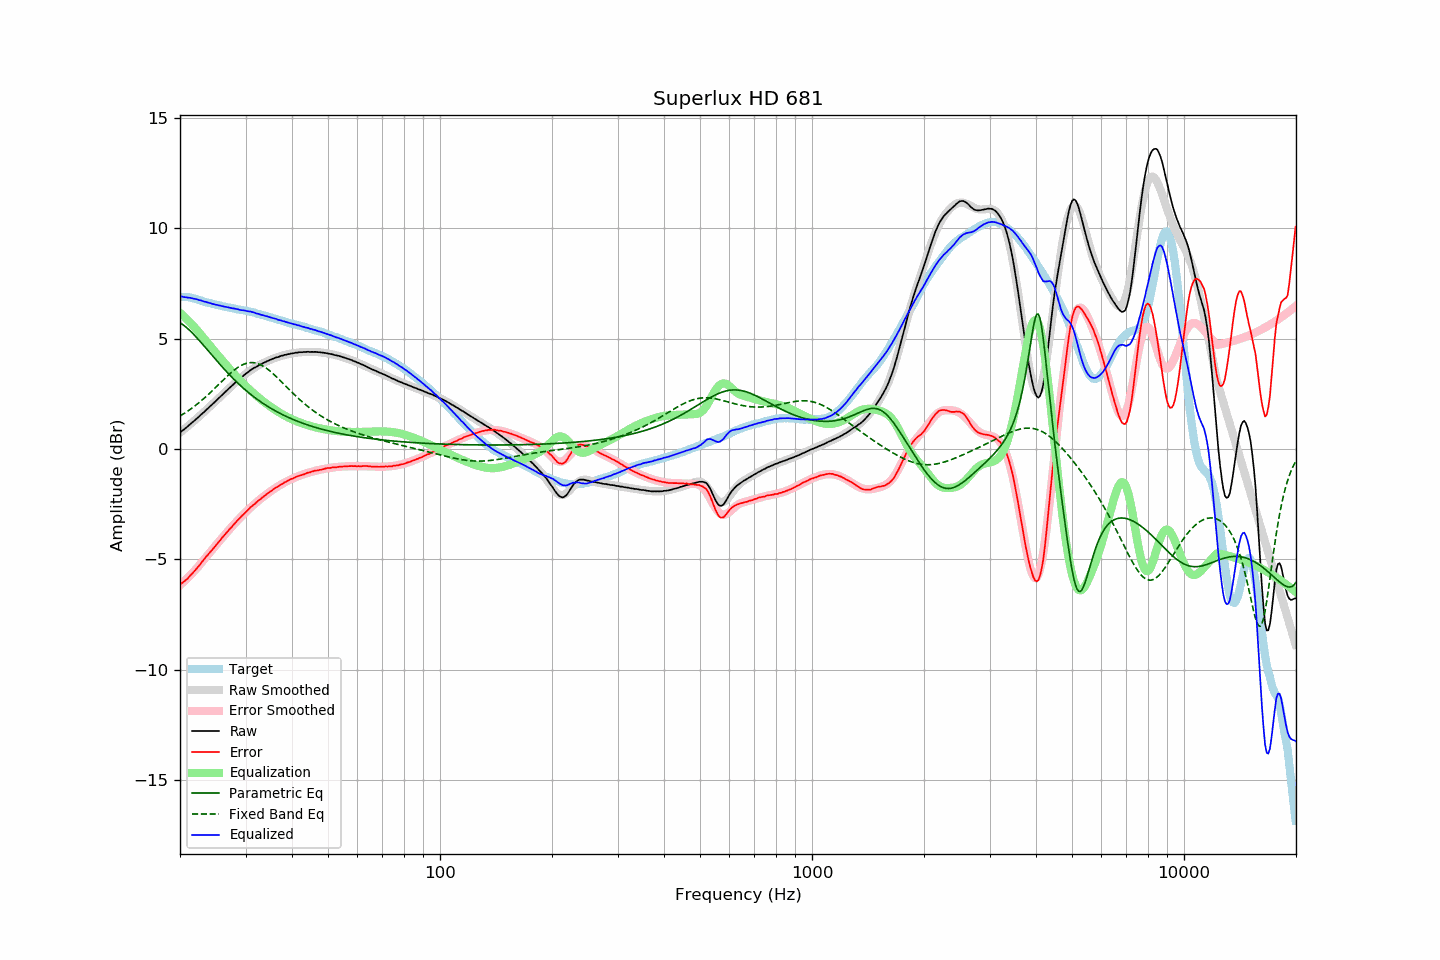 Superlux HD 681
15
10
5
0
−5
−10
−15
Amplitude (dBr)
Target
Raw Smoothed
Error Smoothed
Raw
Error
Equalization
Parametric Eq
Fixed Band Eq
Equalized
100
1000
10000
Frequency (Hz)